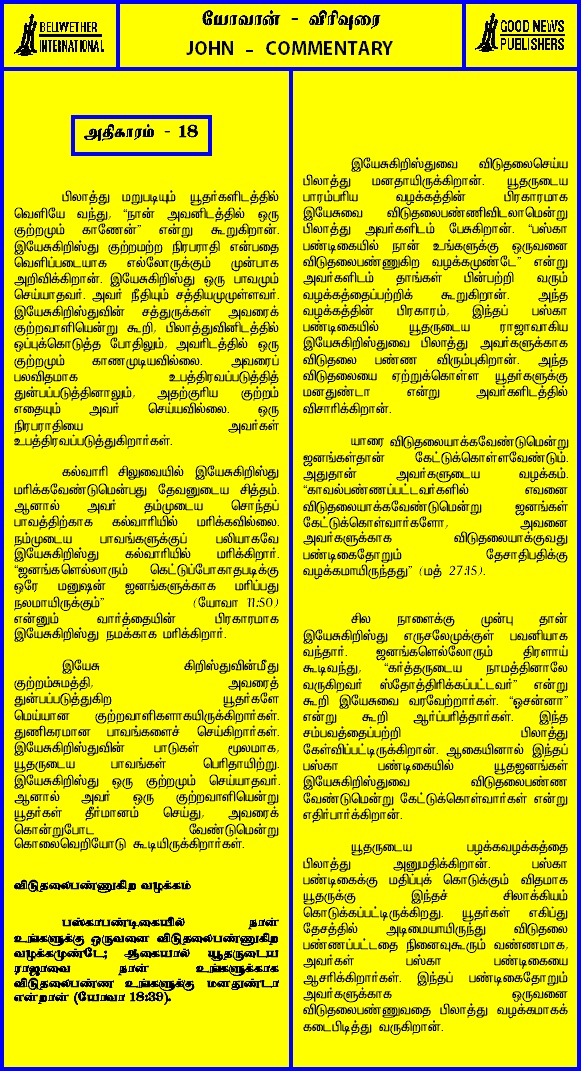 BELLWETHER
INTERNATIONAL
யோவான் - விரிவுரை
JOHN - COMMENTARY
GOOD NEWS
PUBLISHERS
அதிகாரம் - 18
பிலாத்து மறுபடியும் யூதர்களிடத்தில்
வெளியே வந்து, “நான் அவனிடத்தில் ஒரு
குற்றமும் காணேன்” என்று கூறுகிறான்.
இயேசுகிறிஸ்து குற்றமற்ற நிரபராதி என்பதை
வெளிப்படையாக எல்லோருக்கும் முன்பாக
அறிவிக்கிறான். இயேசுகிறிஸ்து ஒரு பாவமும்
செய்யாதவர். அவர் நீதியும் சத்தியமுமுள்ளவர்.
இயேசுகிறிஸ்துவின் சத்துருக்கள் அவரைக்
குற்றவாளியென்று கூறி, பிலாத்துவினிடத்தில்
ஒப்புக்கொடுத்த போதிலும், அவரிடத்தில் ஒரு
குற்றமும் காணமுடியவில்லை. அவரைப்
பலவிதமாக உபத்திரவப்படுத்தித்
துன்பப்படுத்தினாலும், அதற்குரிய குற்றம்
எதையும் அவர் செய்யவில்லை. ஒரு
நிரபராதியை அவர்கள்
உபத்திரவப்படுத்துகிறார்கள்.
கல்வாரி சிலுவையில் இயேசுகிறிஸ்து
மரிக்கவேண்டுமென்பது தேவனுடைய சித்தம்.
ஆனால் அவர் தம்முடைய சொந்தப்
பாவத்திற்காக கல்வாரியில் மரிக்கவில்லை.
நம்முடைய பாவங்களுக்குப் பலியாகவே
இயேசுகிறிஸ்து கல்வாரியில் மரிக்கிறார்.
“ஜனங்களெல்லாரும் கெட்டுப்போகாதபடிக்கு
ஒரே மனுஷன் ஜனங்களுக்காக மரிப்பது
நலமாயிருக்கும்” (யோவா 11:50)
என்னும் வார்த்தையின் பிரகாரமாக
இயேசுகிறிஸ்து நமக்காக மரிக்கிறார்.
இயேசு கிறிஸ்துவின்மீது
குற்றம்சுமத்தி, அவரைத்
துன்பப்படுத்துகிற யூதர்களே
மெய்யான குற்றவாளிகளாகயிருக்கிறார்கள்.
துணிகரமான பாவங்களைச் செய்கிறார்கள்.
இயேசுகிறிஸ்துவின் பாடுகள் மூலமாக,
யூதருடைய பாவங்கள் பெரிதாயிற்று.
இயேசுகிறிஸ்து ஒரு குற்றமும் செய்யாதவர்.
ஆனால் அவர் ஒரு குற்றவாளியென்று
யூதர்கள் தீர்மானம் செய்து, அவரைக்
கொன்றுபோட வேண்டுமென்று
கொலைவெறியோடு கூடியிருக்கிறார்கள்.
விடுதலைபண்ணுகிற வழக்கம்
பஸ்காபண்டிகையில் நான்
உங்களுக்கு ஒருவனை விடுதலைபண்ணுகிற
வழக்கமுண்டே; ஆகையால் யூதருடைய
ராஜாவை நான் உங்களுக்காக
விடுதலைபண்ண உங்களுக்கு மனதுண்டா
என்றான் (யோவா 18:39).
இயேசுகிறிஸ்துவை விடுதலைசெய்ய
பிலாத்து மனதாயிருக்கிறான். யூதருடைய
பாரம்பரிய வழக்கத்தின் பிரகாரமாக
இயேசுவை விடுதலைபண்ணிவிடலாமென்று
பிலாத்து அவர்களிடம் பேசுகிறான். “பஸ்கா
பண்டிகையில் நான் உங்களுக்கு ஒருவனை
விடுதலைபண்ணுகிற வழக்கமுண்டே” என்று
அவர்களிடம் தாங்கள் பின்பற்றி வரும்
வழக்கத்தைப்பற்றிக் கூறுகிறான். அந்த
வழக்கத்தின் பிரகாரம், இந்தப் பஸ்கா
பண்டிகையில் யூதருடைய ராஜாவாகிய
இயேசுகிறிஸ்துவை பிலாத்து அவர்களுக்காக
விடுதலை பண்ண விரும்புகிறான். அந்த
விடுதலையை ஏற்றுக்கொள்ள யூதர்களுக்கு
மனதுண்டா என்று அவர்களிடத்தில்
விசாரிக்கிறான்.
யாரை விடுதலையாக்கவேண்டுமென்று
ஜனங்கள்தான் கேட்டுக்கொள்ளவேண்டும்.
அதுதான் அவர்களுடைய வழக்கம்.
“காவல்பண்ணப்பட்டவர்களில் எவனை
விடுதலையாக்கவேண்டுமென்று ஜனங்கள்
கேட்டுக்கொள்வார்களோ, அவனை
அவர்களுக்காக விடுதலையாக்குவது
பண்டிகைதோறும் தேசாதிபதிக்கு
வழக்கமாயிருந்தது” (மத் 27:15).
சில நாளைக்கு முன்பு தான்
இயேசுகிறிஸ்து எருசலேமுக்குள் பவனியாக
வந்தார். ஜனங்களெல்லோரும் திரளாய்
கூடிவந்து, “கர்த்தருடைய நாமத்தினாலே
வருகிறவர் ஸ்தோத்திரிக்கப்பட்டவர்” என்று
கூறி இயேசுவை வரவேற்றார்கள். “ஓசன்னா”
என்று கூறி ஆர்ப்பரித்தார்கள். இந்த
சம்பவத்தைப்பற்றி பிலாத்து
கேள்விப்பட்டிருக்கிறான். ஆகையினால் இந்தப்
பஸ்கா பண்டிகையில் யூதஜனங்கள்
இயேசுகிறிஸ்துவை விடுதலைபண்ண
வேண்டுமென்று கேட்டுக்கொள்வார்கள் என்று
எதிர்பார்க்கிறான்.
யூதருடைய பழக்கவழக்கத்தை
பிலாத்து அனுமதிக்கிறான். பஸ்கா
பண்டிகைக்கு மதிப்புக் கொடுக்கும் விதமாக
யூதருக்கு இந்தச் சிலாக்கியம்
கொடுக்கப்பட்டிருக்கிறது. யூதர்கள் எகிப்து
தேசத்தில் அடிமையாயிருந்து விடுதலை
பண்ணப்பட்டதை நினைவுகூரும் வண்ணமாக,
அவர்கள் பஸ்கா பண்டிகையை
ஆசரிக்கிறார்கள். இந்தப் பண்டிகைதோறும்
அவர்களுக்காக ஒருவனை
விடுதலைபண்ணுவதை பிலாத்து வழக்கமாகக்
கடைபிடித்து வருகிறான்.